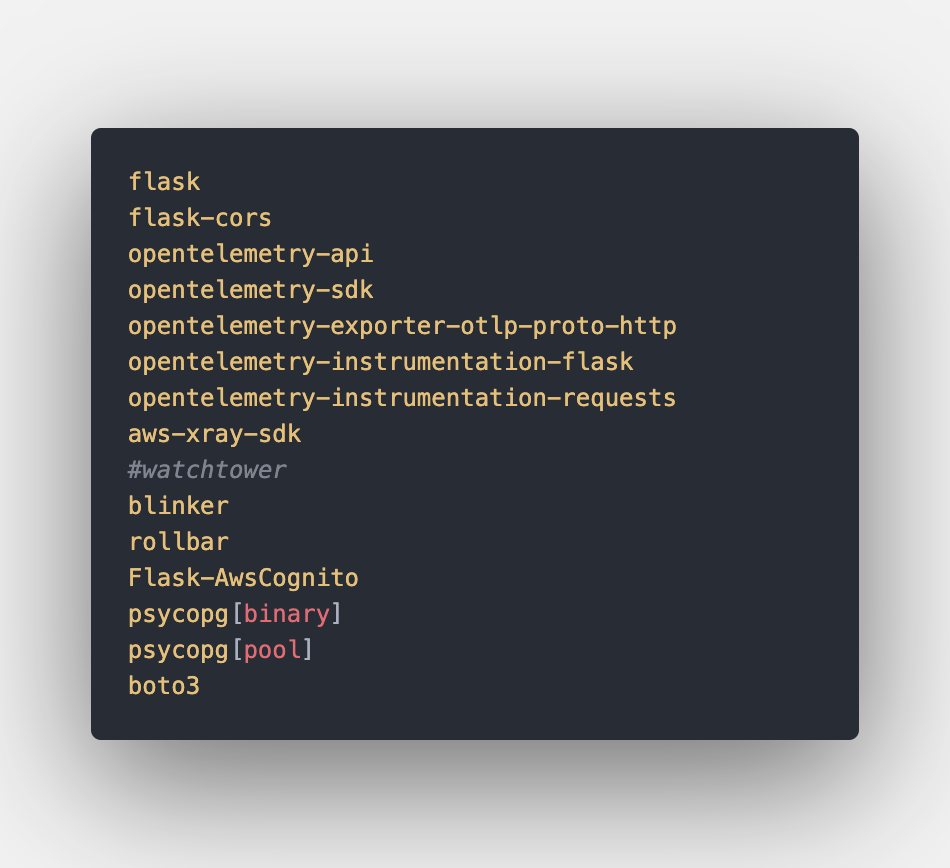 flask
flask-cors
opentelemetry-api
opentelemetry-sdk
opentelemetry-exporter-otlp-proto-http
opentelemetry-instrumentation-flask
opentelemetry-instrumentation-requests
aws-xray-sdk
#watchtower
blinker
rollbar
Flask-AwsCognito
psycopg[binary]
psycopg[pool]
boto3